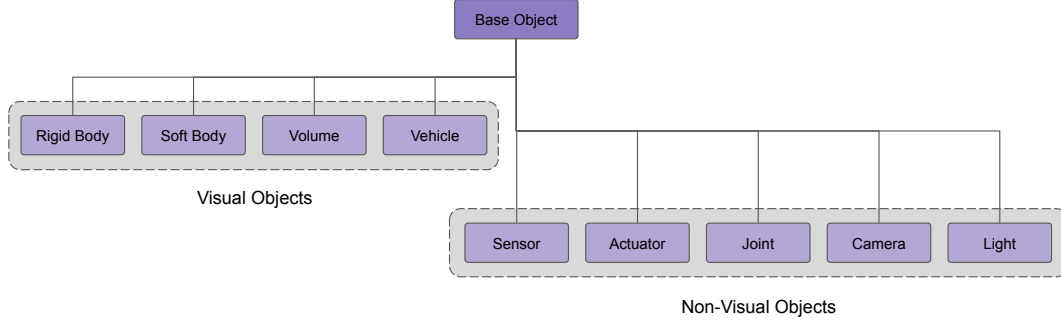 Base Object
Rigid Body
Soft Body
Volume
Vehicle
Visual Objects
Sensor
Actuator
Joint
Camera
Light
Non-Visual Objects